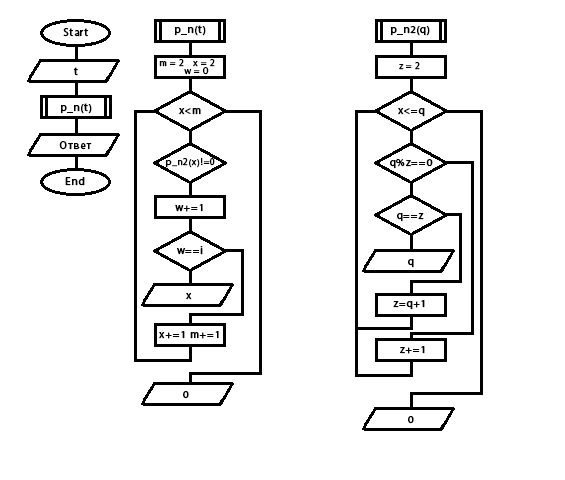 Start
t
p_n(t)
Ответ
End
p_n(t)
m = 2 x = 2
w = 0
x<m
p_n2(x)!=0
w+=1
w==i
x
x+=1 m+=1
0
p_n2(q)
z = 2
x<=q
q%z==0
q==z
q
z=q+1
z+=1
0